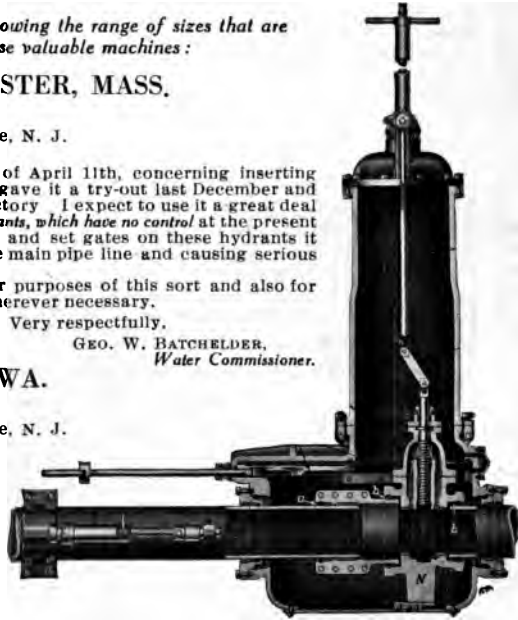 owing the range of sizes that are
se valuable machines :
STER, MASS.
e, N. J.
of April 11th, concerning inserting
gave it a try-out last December and
tory I expect to use it a great deal
ants, which have no control at the present
and set gates on these hydrants it
e main pipe line and causing serious
r purposes of this sort and also for
herever necessary.
Very respectfully,
GEO. W. BATCHELDER,
Water Commissioner.
WA.
e, N. J.
N